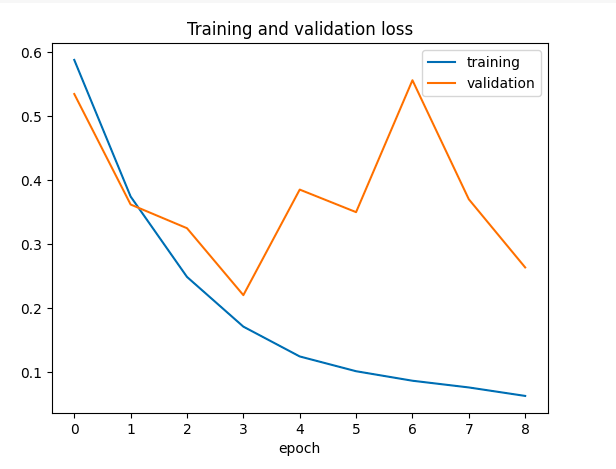 Training and validation loss
training
validation
0.6
0.5
0.4
0.3
0.2
0.1
0 1 2 3 4 5 6 7 8
epoch